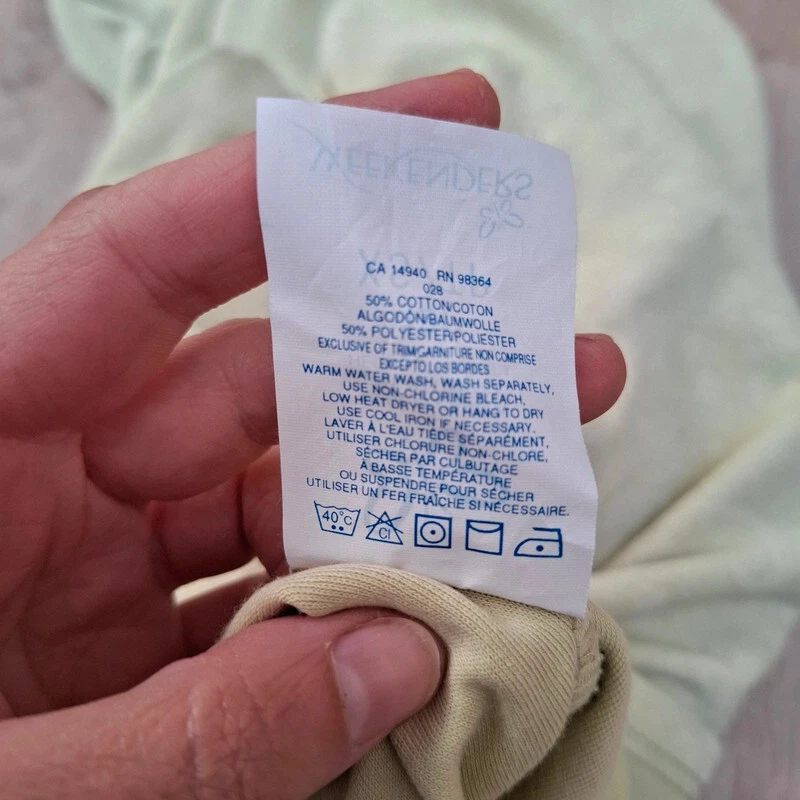 WEEKENDERS
CA 14940 RN 98364
028
50% COTTON/COTON
ALGODÓN/BAUMWOLLE
50% POLYESTER/POLIESTER
EXCLUSIVE OF TRIM/GARNITURE NON COMPRISE
EXCEPTO LOS BORDES
WARM WATER WASH, WASH SEPARATELY,
USE NON-CHLORINE BLEACH,
LOW HEAT DRYER OR HANG TO DRY
USE COOL IRON IF NECESSARY.
LAVER À L'EAU TIÈDE SÉPARÉMENT,
UTILISER CHLORURE NON-CHLORE,
SÉCHER PAR CULBUTAGE
À BASSE TEMPÉRATURE
OU SUSPENDRE POUR SÉCHER
UTILISER UN FER FRAÎCHE SI NÉCESSAIRE.
40°C Cl